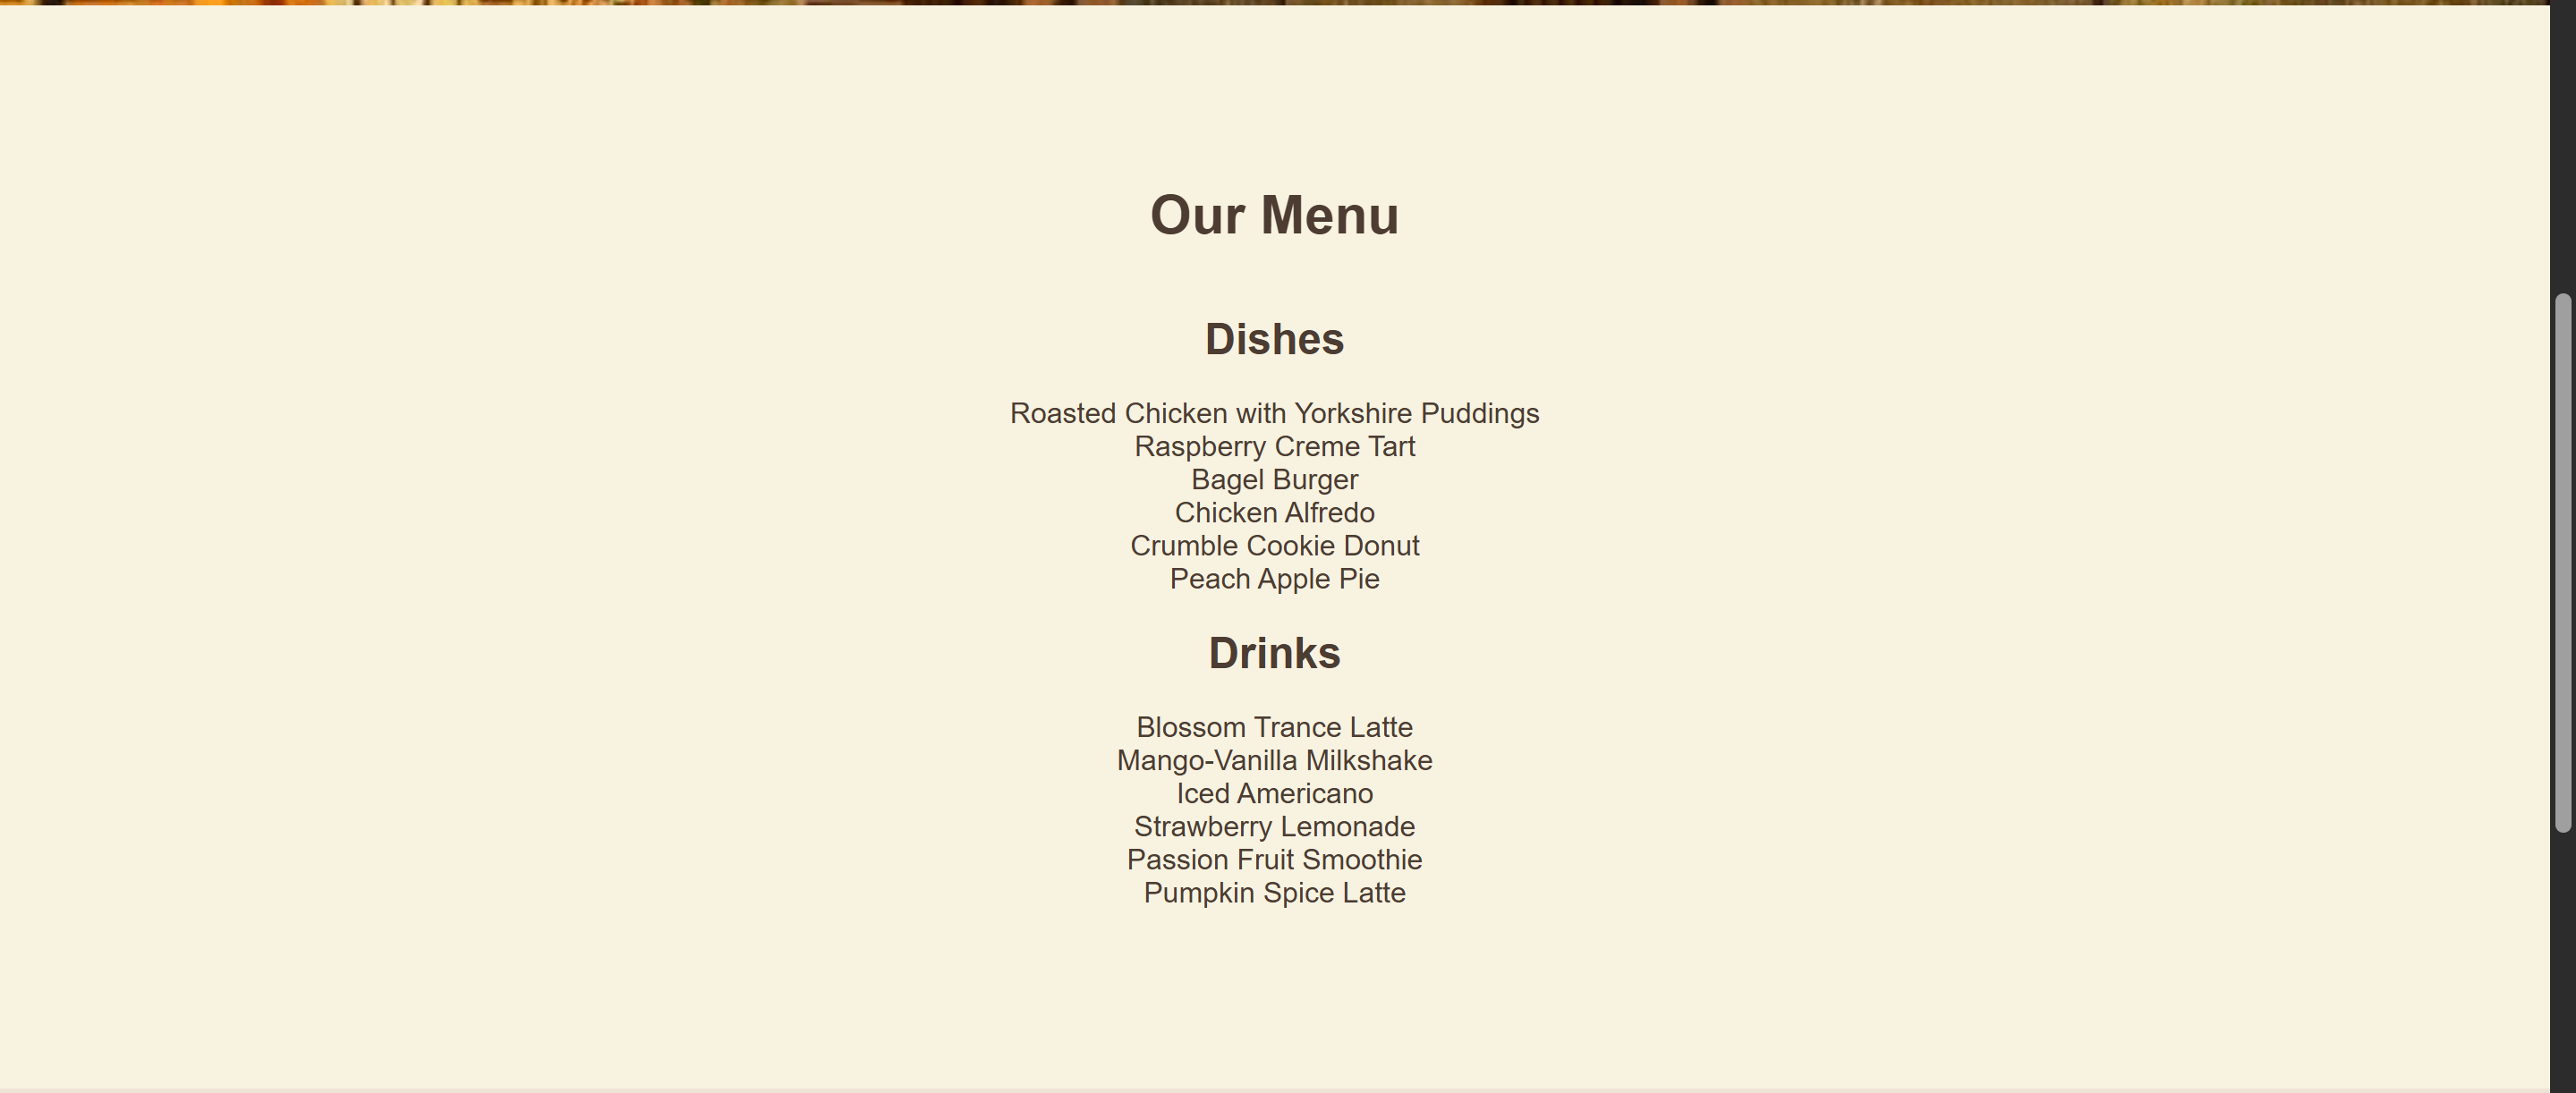 Our Menu
Dishes
Roasted Chicken with Yorkshire Puddings
Raspberry Creme Tart
Bagel Burger
Chicken Alfredo
Crumble Cookie Donut
Peach Apple Pie
Drinks
Blossom Trance Latte
Mango-Vanilla Milkshake
Iced Americano
Strawberry Lemonade
Passion Fruit Smoothie
Pumpkin Spice Latte